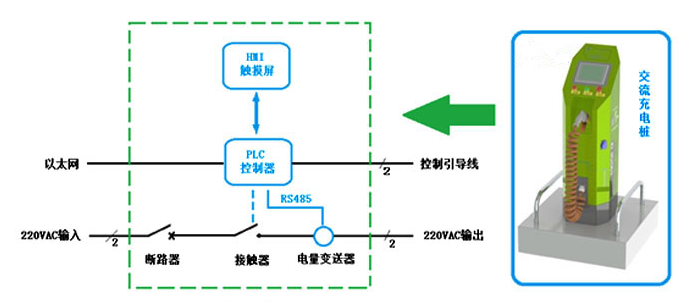 HMI
触摸屏
PLC
控制器
以太网
控制引导线
2
RS485
220VAC输入
2
断路器
接触器
电量变送器
2
220VAC输出
交流充电桩